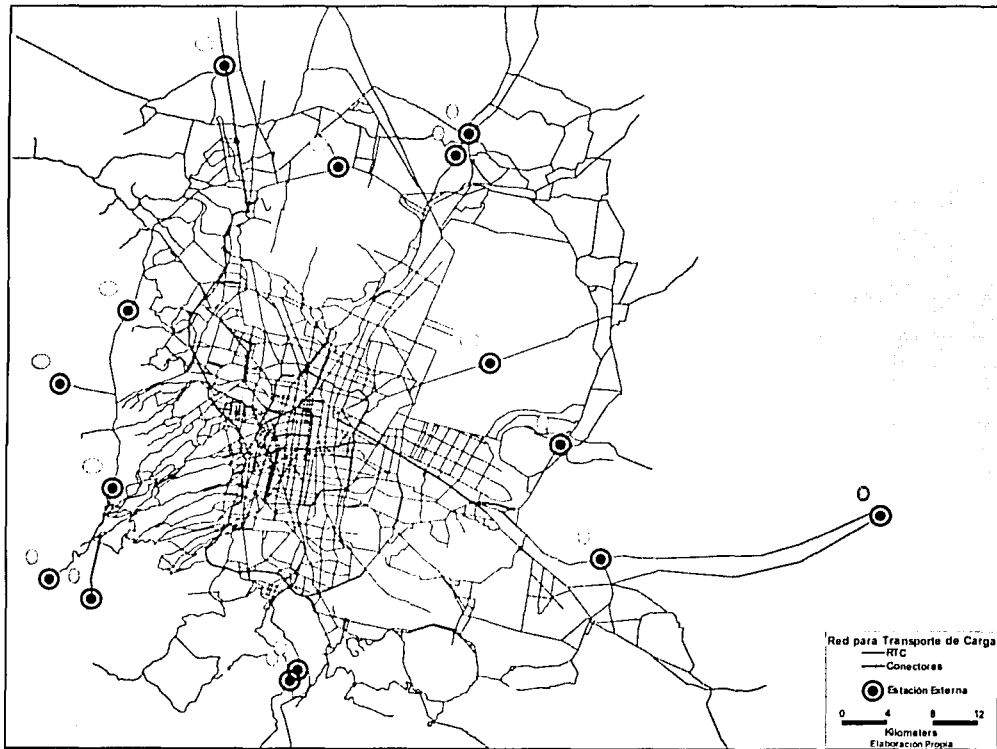 Red para Transporte de Carga
RTC
Conectores
Estación Externa
0 4 8 12
Kilometers
Elaboración Propia